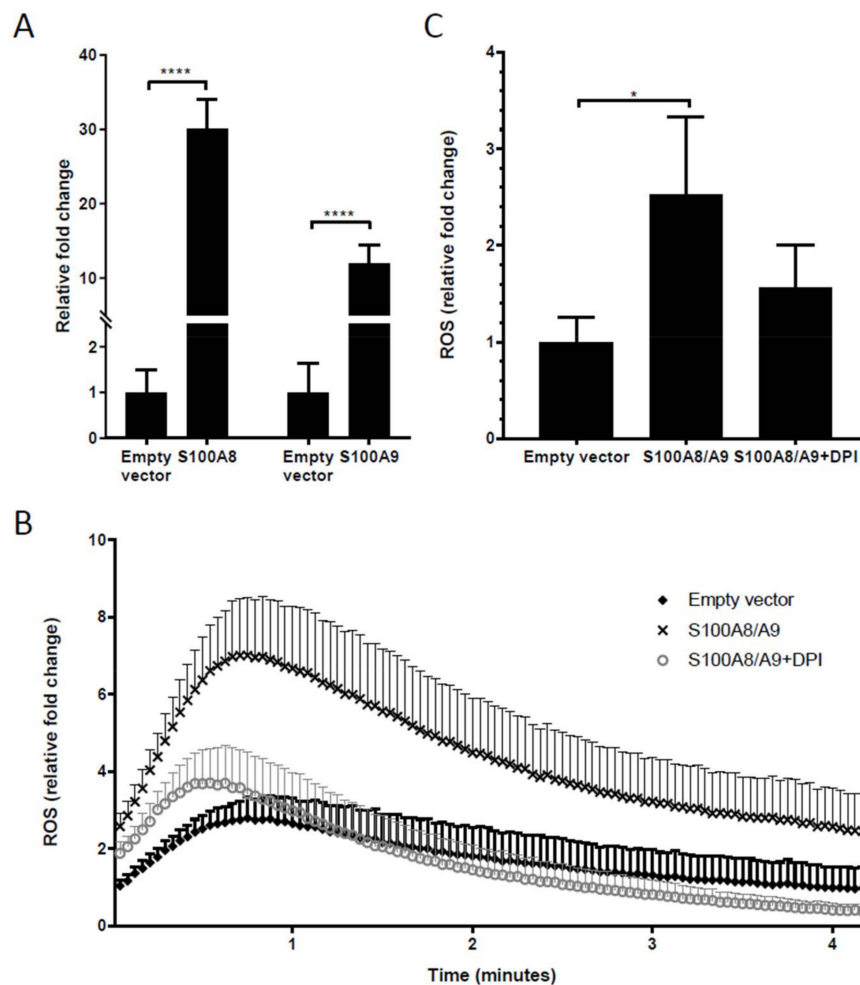 A
Relative fold change
40
30
20
10
2
1
0
****
****
Empty vector
S100A8
Empty vector
S100A9
C
ROS (relative fold change)
4
3
2
1
0
*
Empty vector
S100A8/A9
S100A8/A9+DPI
B
ROS (relative fold change)
10
8
6
4
2
0
Empty vector
S100A8/A9
S100A8/A9+DPI
1
2
3
4
Time (minutes)